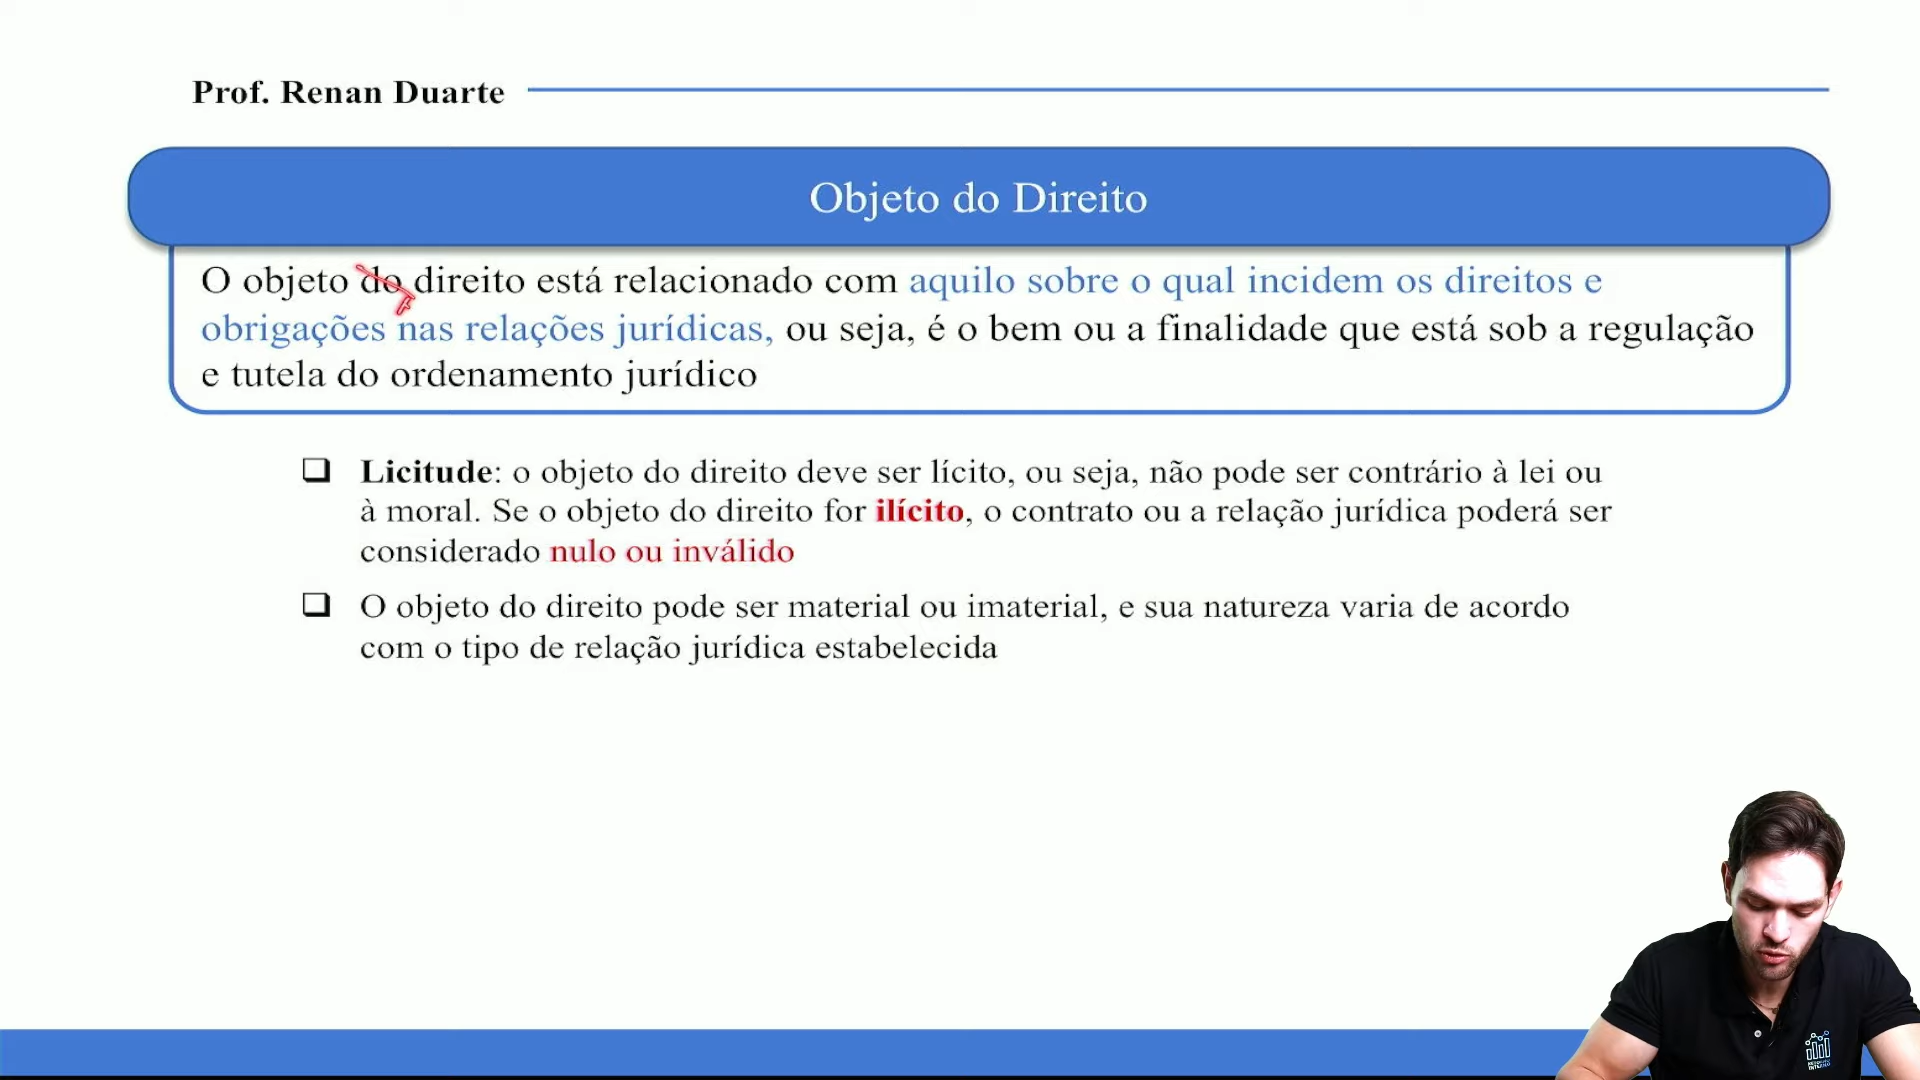 Prof. Renan Duarte
Objeto do Direito
O objeto do direito está relacionado com aquilo sobre o qual incidem os direitos e
obrigações nas relações jurídicas, ou seja, é o bem ou a finalidade que está sob a regulação
e tutela do ordenamento jurídico
Licitude: o objeto do direito deve ser lícito, ou seja, não pode ser contrário à lei ou
à moral. Se o objeto do direito for ilícito, o contrato ou a relação jurídica poderá ser
considerado nulo ou inválido
O objeto do direito pode ser material ou imaterial, e sua natureza varia de acordo
com o tipo de relação jurídica estabelecida